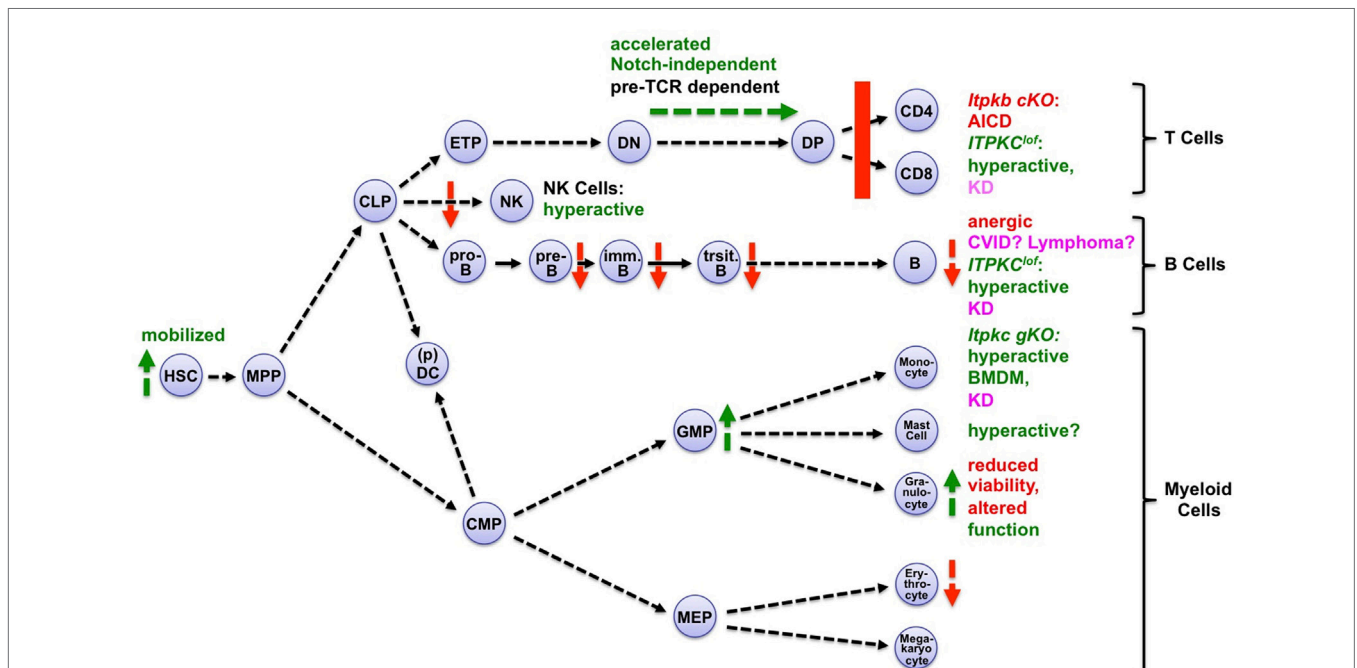 accelerated
Notch-independent
pre-TCR dependent
ETP
DN
DP
CD4
CD8
Itpkb cKO:
AICD
ITPKClof:
hyperactive,
KD
T Cells
CLP
NK
NK Cells:
hyperactive
pro-
B
pre-
B
imm.
B
trsit.
B
B
anergic
CVID? Lymphoma?
ITPKClof:
hyperactive
KD
B Cells
mobilized
HSC
MPP
(p)
DC
CMP
GMP
MEP
Mono-
cyte
Itpkc gKO:
hyperactive
BMDM,
KD
Mast
Cell
hyperactive?
Gra-
nulo-
cyte
reduced
viability,
altered
function
Ery-
thro-
cyte
Mega-
karyo
cyte
Myeloid
Cells